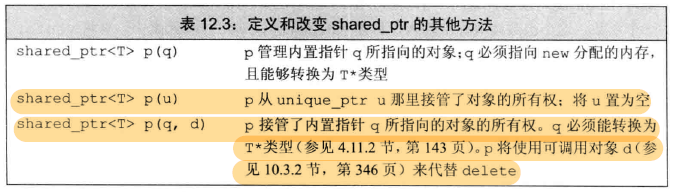 表 12.3：定义和改变 shared_ptr 的其他方法
shared_ptr<T> p(q) p 管理内置指针 q 所指向的对象；q 必须指向 new 分配的内存，
且能够转换为 T*类型
shared_ptr<T> p(u) p 从 unique_ptr u 那里接管了对象的所有权；将 u 置为空
shared_ptr<T> p(q, d) p 接管了内置指针 q 所指向的对象的所有权。q 必须能转换为
T*类型（参见 4.11.2 节，第 143 页）。p 将使用可调用对象 d（参
见 10.3.2 节，第 346 页）来代替 delete